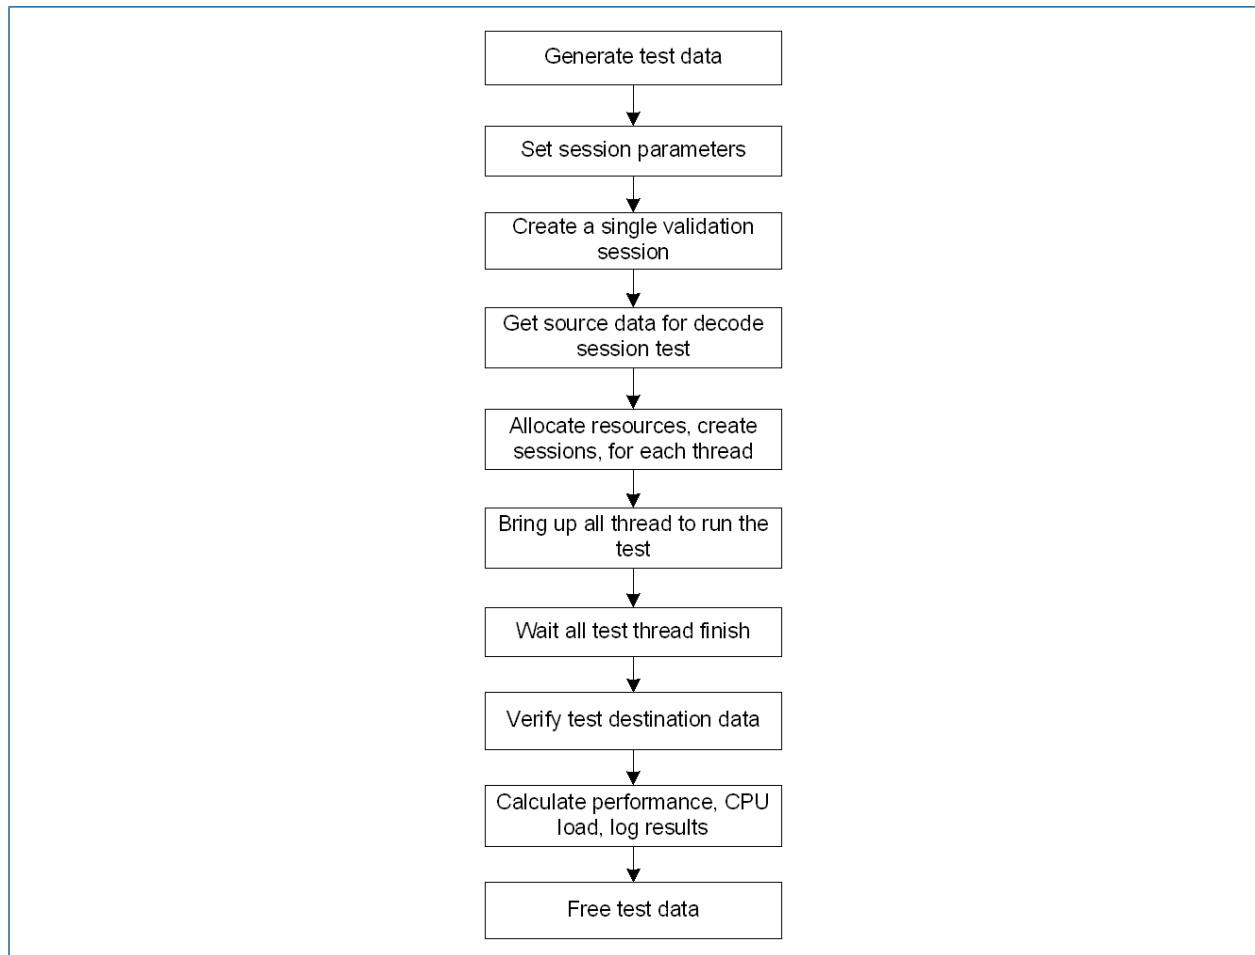 Generate test data
Set session parameters
Create a single validation
session
Get source data for decode
session test
Allocate resources, create
sessions, for each thread
Bring up all thread to run the
test
Wait all test thread finish
Verify test destination data
Calculate performance, CPU
load, log results
Free test data